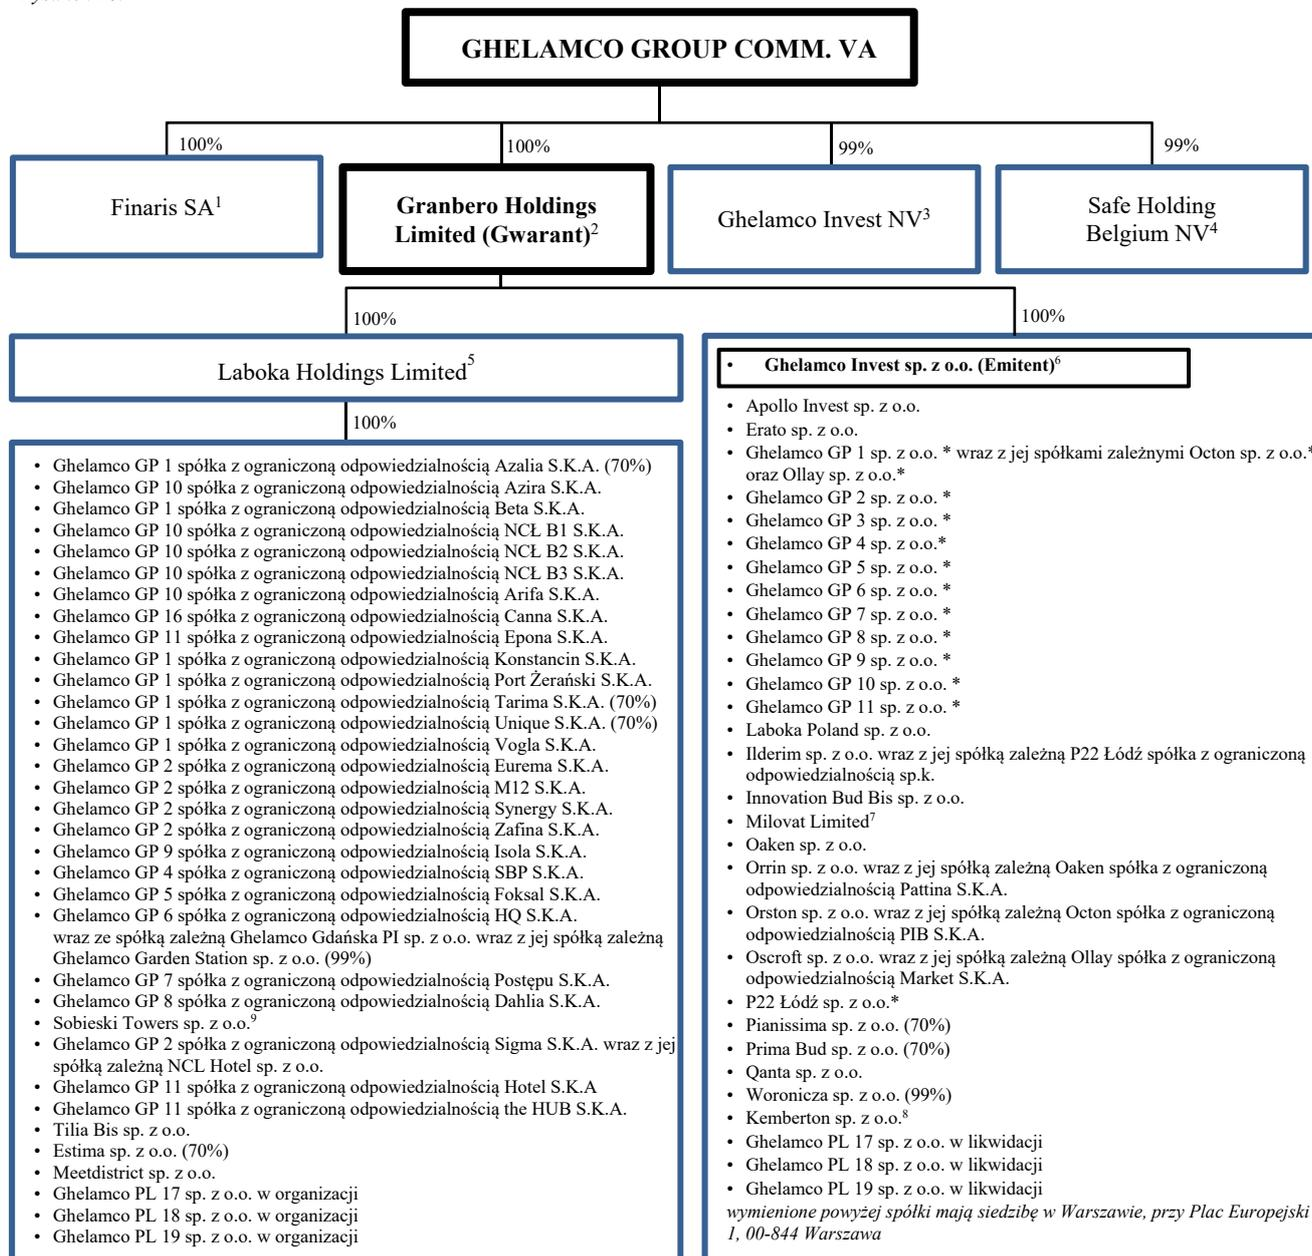 GHELAMCO GROUP COMM. VA
100%
100%
99%
99%
Finaris SA¹
Granbero Holdings
Limited (Gwarant)²
Ghelamco Invest NV³
Safe Holding
Belgium NV⁴
100%
100%
Laboka Holdings Limited⁵
100%
• Ghelamco GP 1 spółka z ograniczoną odpowiedzialnością Azalia S.K.A. (70%)
• Ghelamco GP 10 spółka z ograniczoną odpowiedzialnością Azira S.K.A.
• Ghelamco GP 1 spółka z ograniczoną odpowiedzialnością Beta S.K.A.
• Ghelamco GP 10 spółka z ograniczoną odpowiedzialnością NCŁ B1 S.K.A.
• Ghelamco GP 10 spółka z ograniczoną odpowiedzialnością NCŁ B2 S.K.A.
• Ghelamco GP 10 spółka z ograniczoną odpowiedzialnością NCŁ B3 S.K.A.
• Ghelamco GP 10 spółka z ograniczoną odpowiedzialnością Arifa S.K.A.
• Ghelamco GP 16 spółka z ograniczoną odpowiedzialnością Canna S.K.A.
• Ghelamco GP 11 spółka z ograniczoną odpowiedzialnością Epona S.K.A.
• Ghelamco GP 1 spółka z ograniczoną odpowiedzialnością Konstancin S.K.A.
• Ghelamco GP 1 spółka z ograniczoną odpowiedzialnością Port Żerański S.K.A.
• Ghelamco GP 1 spółka z ograniczoną odpowiedzialnością Tarima S.K.A. (70%)
• Ghelamco GP 1 spółka z ograniczoną odpowiedzialnością Unique S.K.A. (70%)
• Ghelamco GP 1 spółka z ograniczoną odpowiedzialnością Vogla S.K.A.
• Ghelamco GP 2 spółka z ograniczoną odpowiedzialnością Eurema S.K.A.
• Ghelamco GP 2 spółka z ograniczoną odpowiedzialnością M12 S.K.A.
• Ghelamco GP 2 spółka z ograniczoną odpowiedzialnością Synergy S.K.A.
• Ghelamco GP 2 spółka z ograniczoną odpowiedzialnością Zafina S.K.A.
• Ghelamco GP 9 spółka z ograniczoną odpowiedzialnością Isola S.K.A.
• Ghelamco GP 4 spółka z ograniczoną odpowiedzialnością SBP S.K.A.
• Ghelamco GP 5 spółka z ograniczoną odpowiedzialnością Foksal S.K.A.
• Ghelamco GP 6 spółka z ograniczoną odpowiedzialnością HQ S.K.A.
wraz ze spółką zależną Ghelamco Gdańska PI sp. z o.o. wraz z jej spółką zależną
Ghelamco Garden Station sp. z o.o. (99%)
• Ghelamco GP 7 spółka z ograniczoną odpowiedzialnością Postępu S.K.A.
• Ghelamco GP 8 spółka z ograniczoną odpowiedzialnością Dahlia S.K.A.
• Sobieski Towers sp. z o.o.⁹
• Ghelamco GP 2 spółka z ograniczoną odpowiedzialnością Sigma S.K.A. wraz z jej
spółką zależną NCL Hotel sp. z o.o.
• Ghelamco GP 11 spółka z ograniczoną odpowiedzialnością Hotel S.K.A
• Ghelamco GP 11 spółka z ograniczoną odpowiedzialnością the HUB S.K.A.
• Tilia Bis sp. z o.o.
• Estima sp. z o.o. (70%)
• Meetdistrict sp. z o.o.
• Ghelamco PL 17 sp. z o.o. w organizacji
• Ghelamco PL 18 sp. z o.o. w organizacji
• Ghelamco PL 19 sp. z o.o. w organizacji
• Ghelamco Invest sp. z o.o. (Emitent)⁶
• Apollo Invest sp. z o.o.
• Erato sp. z o.o.
• Ghelamco GP 1 sp. z o.o. * wraz z jej spółkami zależnymi Octon sp. z o.o.*
oraz Ollay sp. z o.o.*
• Ghelamco GP 2 sp. z o.o. *
• Ghelamco GP 3 sp. z o.o. *
• Ghelamco GP 4 sp. z o.o.*
• Ghelamco GP 5 sp. z o.o. *
• Ghelamco GP 6 sp. z o.o. *
• Ghelamco GP 7 sp. z o.o. *
• Ghelamco GP 8 sp. z o.o. *
• Ghelamco GP 9 sp. z o.o. *
• Ghelamco GP 10 sp. z o.o. *
• Ghelamco GP 11 sp. z o.o. *
• Laboka Poland sp. z o.o.
• Ilderim sp. z o.o. wraz z jej spółką zależną P22 Łódź spółka z ograniczoną
odpowiedzialnością sp.k.
• Innovation Bud Bis sp. z o.o.
• Milovat Limited⁷
• Oaken sp. z o.o.
• Orrin sp. z o.o. wraz z jej spółką zależną Oaken spółka z ograniczoną
odpowiedzialnością Pattina S.K.A.
• Orston sp. z o.o. wraz z jej spółką zależną Octon spółka z ograniczoną
odpowiedzialnością PIB S.K.A.
• Oscroft sp. z o.o. wraz z jej spółką zależną Ollay spółka z ograniczoną
odpowiedzialnością Market S.K.A.
• P22 Łódź sp. z o.o.*
• Pianissima sp. z o.o. (70%)
• Prima Bud sp. z o.o. (70%)
• Qanta sp. z o.o.
• Woronicza sp. z o.o. (99%)
• Kemberton sp. z o.o.⁸
• Ghelamco PL 17 sp. z o.o. w likwidacji
• Ghelamco PL 18 sp. z o.o. w likwidacji
• Ghelamco PL 19 sp. z o.o. w likwidacji
wymienione powyżej spółki mają siedzibę w Warszawie, przy Plac Europejski
1, 00-844 Warszawa